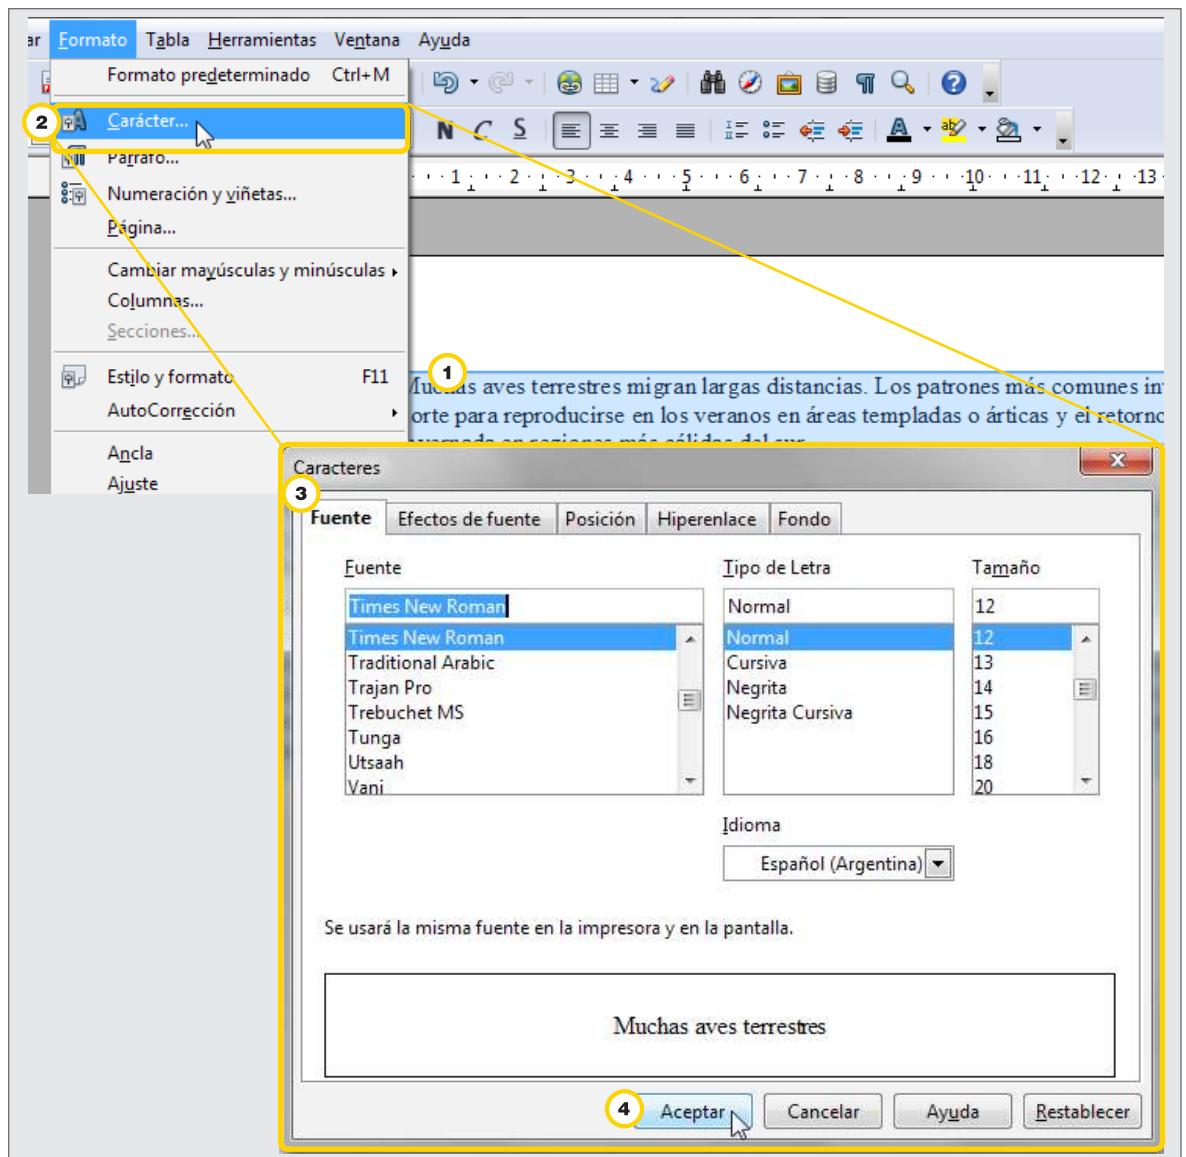 ar Formato Tabla Herramientas Ventana Ayuda
Formato predeterminado Ctrl+M
2 Carácter...
Párrafo...
Numeración y viñetas...
Página...
Cambiar mayúsculas y minúsculas
Columnas...
Secciones...
Estilo y formato F11
AutoCorrección
Ancla
Ajuste
N C S
1 2 3 4 5 6 7 8 9 10 11 12 13
1
Muchas aves terrestres migran largas distancias. Los patrones más comunes in
orte para reproducirse en los veranos en áreas templadas o árticas y el retorno
en regiones más cálidas del sur
Caracteres
3
Fuente Efectos de fuente Posición Hiperenlace Fondo
Fuente Tipo de Letra Tamaño
Times New Roman Normal 12
Times New Roman Normal 12
Traditional Arabic Cursiva 13
Trajan Pro Negrita 14
Trebuchet MS Negrita Cursiva 15
Tunga 16
Utsaah 18
Vani 20
Idioma
Español (Argentina)
Se usará la misma fuente en la impresora y en la pantalla.
Muchas aves terrestres
4 Aceptar Cancelar Ayuda Restablecer